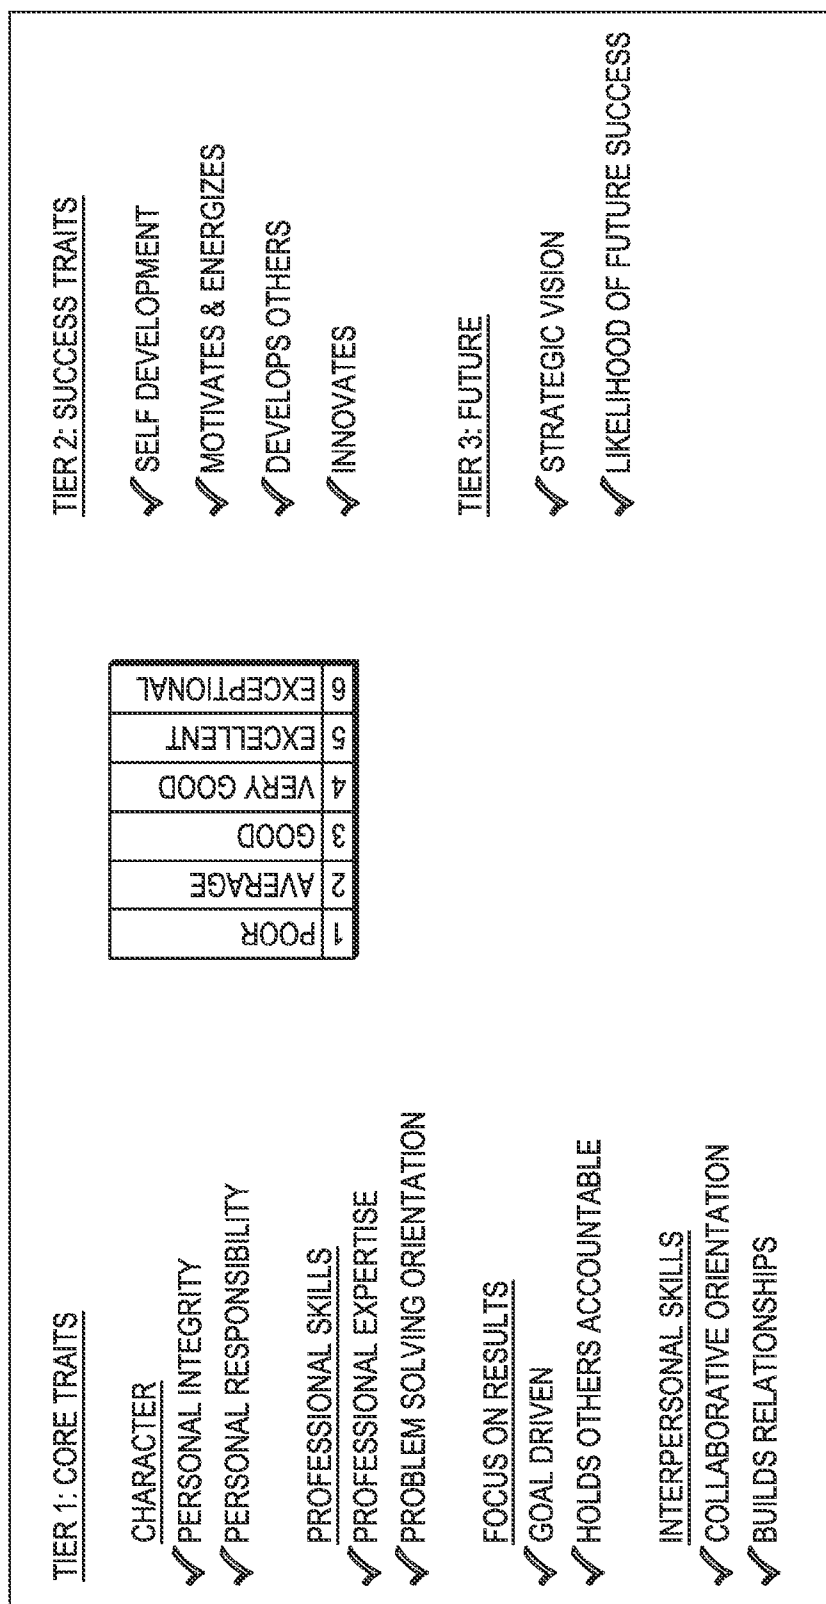 TIER 1: CORE TRAITS
CHARACTER
PERSONAL INTEGRITY
PERSONAL RESPONSIBILITY
PROFESSIONAL SKILLS
PROFESSIONAL EXPERTISE
PROBLEM SOLVING ORIENTATION
FOCUS ON RESULTS
GOAL DRIVEN
HOLDS OTHERS ACCOUNTABLE
INTERPERSONAL SKILLS
COLLABORATIVE ORIENTATION
BUILDS RELATIONSHIPS
1 POOR
2 AVERAGE
3 GOOD
4 VERY GOOD
5 EXCELLENT
6 EXCEPTIONAL
TIER 2: SUCCESS TRAITS
SELF DEVELOPMENT
MOTIVATES & ENERGIZES
DEVELOPS OTHERS
INNOVATES
TIER 3: FUTURE
STRATEGIC VISION
LIKELIHOOD OF FUTURE SUCCESS